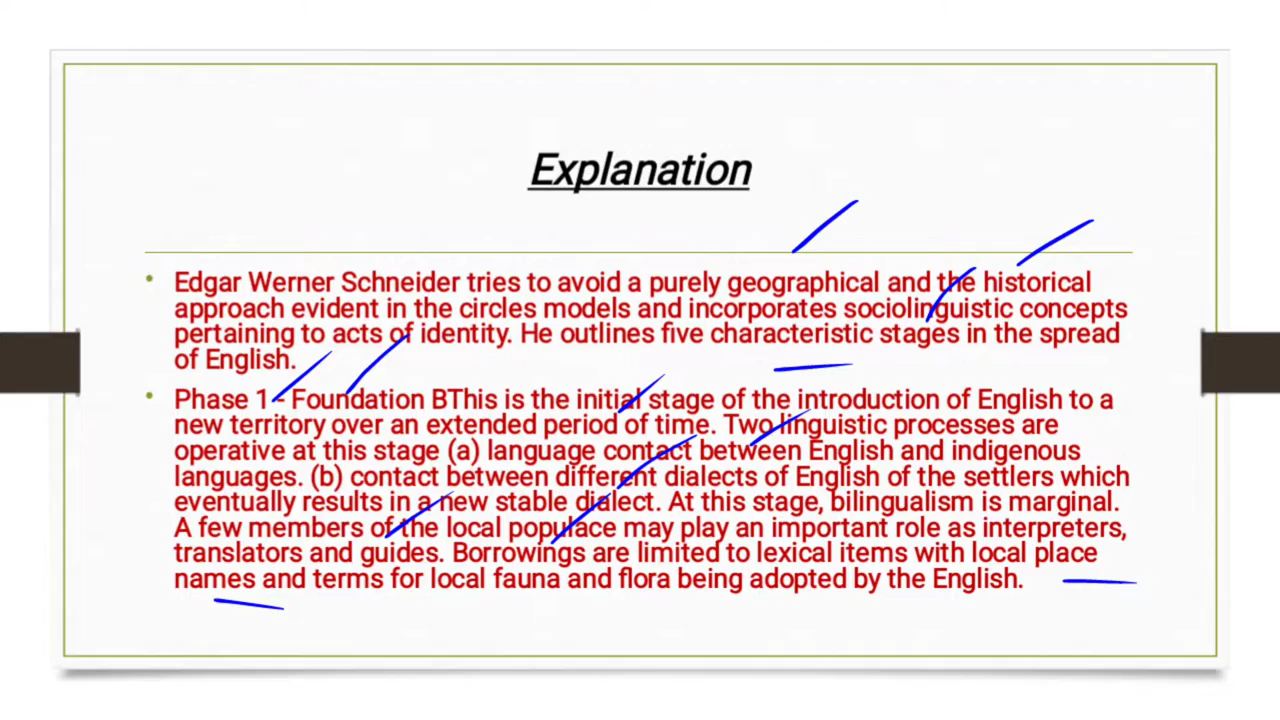 Explanation
• Edgar Werner Schneider tries to avoid a purely geographical and the historical
approach evident in the circles models and incorporates sociolinguistic concepts
pertaining to acts of identity. He outlines five characteristic stages in the spread
of English.
• Phase 1 - Foundation BThis is the initial stage of the introduction of English to a
new territory over an extended period of time. Two linguistic processes are
operative at this stage (a) language contact between English and indigenous
languages. (b) contact between different dialects of English of the settlers which
eventually results in a new stable dialect. At this stage, bilingualism is marginal.
A few members of the local populace may play an important role as interpreters,
translators and guides. Borrowings are limited to lexical items with local place
names and terms for local fauna and flora being adopted by the English.